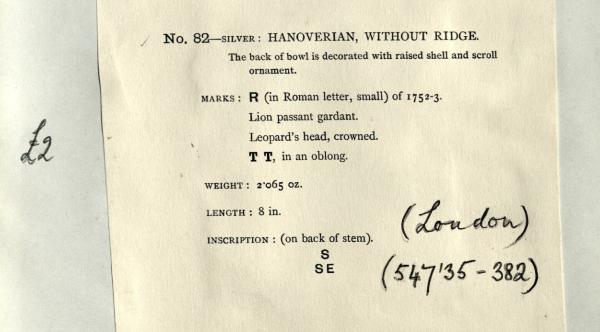 No. 82—SILVER: HANOVERIAN, WITHOUT RIDGE.
The back of bowl is decorated with raised shell and scroll
ornament.
MARKS: R (in Roman letter, small) of 1752-3.
Lion passant gardant.
Leopard's head, crowned.
T T, in an oblong.
£2
WEIGHT: 2·065 oz.
LENGTH: 8 in.
(London)
INSCRIPTION: (on back of stem).
S
S E
(547'35-382)